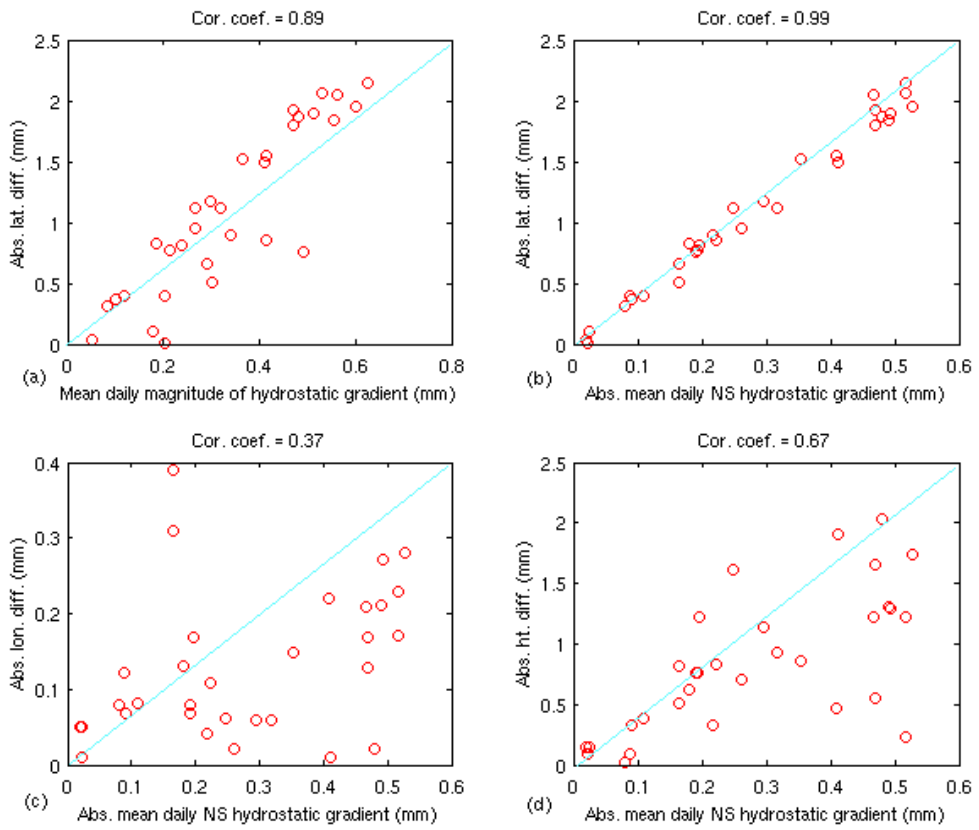 Cor. coef. = 0.89
2.5
2
1.5
1
0.5
0
Abs. lat. diff. (mm)
0 0.2 0.4 0.6 0.8
(a)
Mean daily magnitude of hydrostatic gradient (mm)
Cor. coef. = 0.99
2.5
2
1.5
1
0.5
0
Abs. lat. diff. (mm)
0 0.1 0.2 0.3 0.4 0.5 0.6
(b)
Abs. mean daily NS hydrostatic gradient (mm)
Cor. coef. = 0.37
0.4
0.3
0.2
0.1
0
Abs. lon. diff. (mm)
0 0.1 0.2 0.3 0.4 0.5 0.6
(c)
Abs. mean daily NS hydrostatic gradient (mm)
Cor. coef. = 0.67
2.5
2
1.5
1
0.5
0
Abs. ht. diff. (mm)
0 0.1 0.2 0.3 0.4 0.5 0.6
(d)
Abs. mean daily NS hydrostatic gradient (mm)